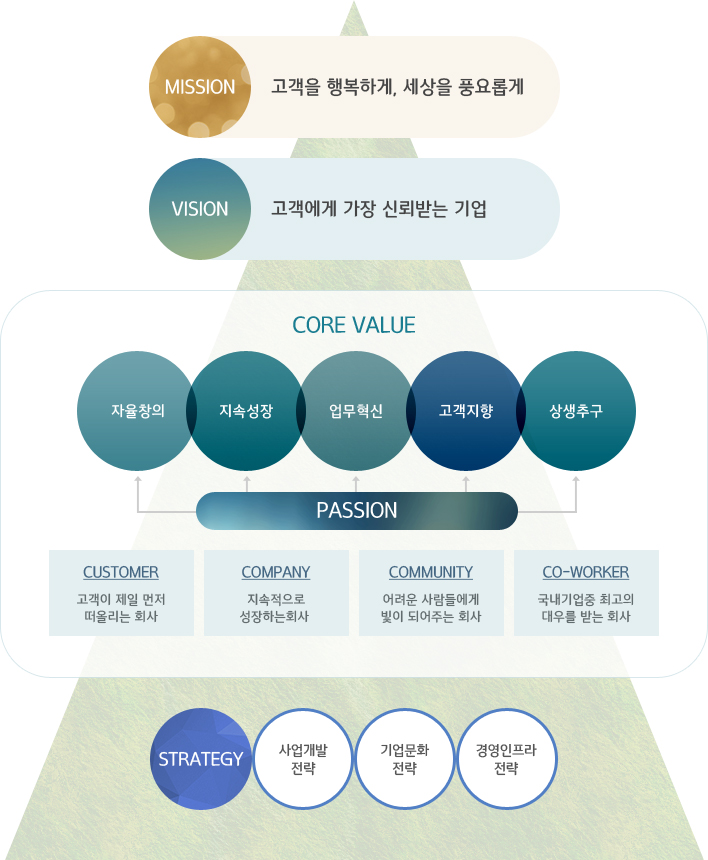 MISSION
고객을 행복하게, 세상을 풍요롭게
VISION
고객에게 가장 신뢰받는 기업
CORE VALUE
자율창의
지속성장
업무혁신
고객지향
상생추구
PASSION
CUSTOMER
고객이 제일 먼저
떠올리는 회사
COMPANY
지속적으로
성장하는회사
COMMUNITY
어려운 사람들에게
빛이 되어주는 회사
CO-WORKER
국내기업중 최고의
대우를 받는 회사
STRATEGY
사업개발
전략
기업문화
전략
경영인프라
전략